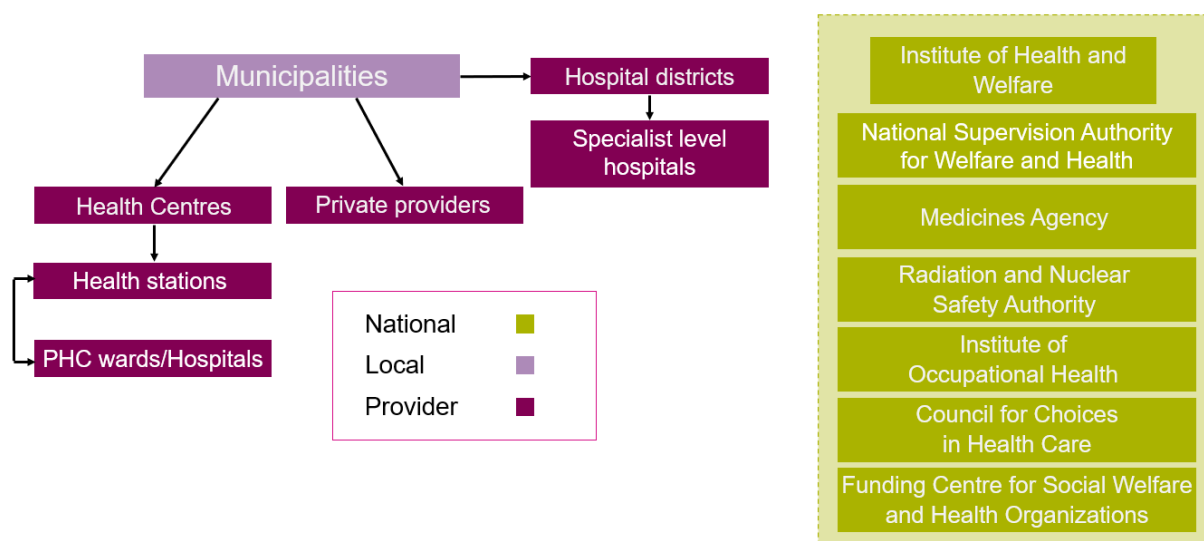 Municipalities
Hospital districts
Specialist level
hospitals
Health Centres
Private providers
Health stations
PHC wards/Hospitals
National
Local
Provider
Institute of Health and
Welfare
National Supervision Authority
for Welfare and Health
Medicines Agency
Radiation and Nuclear
Safety Authority
Institute of
Occupational Health
Council for Choices
in Health Care
Funding Centre for Social Welfare
and Health Organizations